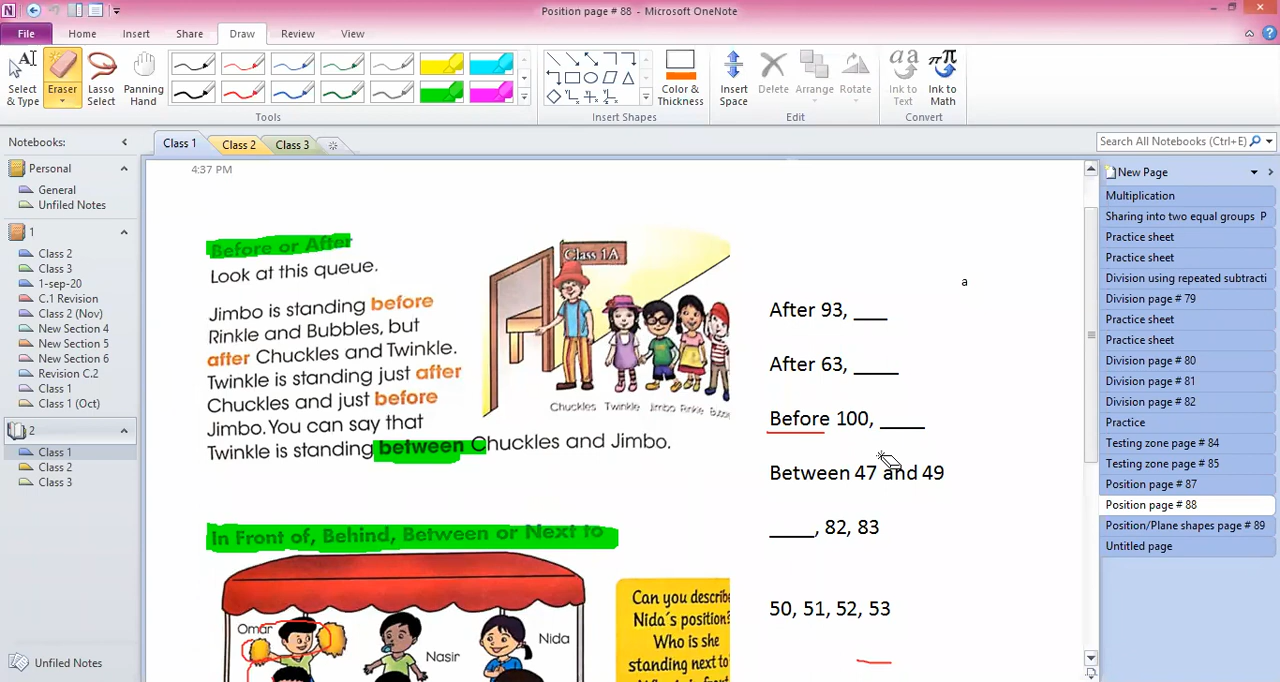 Position page # 88 - Microsoft OneNote
File Home Insert Share Draw Review View
Select & Type
Eraser
Lasso Select
Panning Hand
Color & Thickness
Insert Space
Delete
Arrange
Rotate
Ink to Text
Ink to Math
Tools
Insert Shapes
Edit
Convert
Notebooks:
Class 1 Class 2 Class 3
Search All Notebooks (Ctrl+E)
Personal
General
Unfiled Notes
1
Class 2
Class 3
1-sep-20
C.1 Revision
Class 2 (Nov)
New Section 4
New Section 5
New Section 6
Revision C.2
Class 1
Class 1 (Oct)
2
Class 1
Class 2
Class 3
Unfiled Notes
4:37 PM
Before or After
Look at this queue.
Jimbo is standing before
Rinkle and Bubbles, but
after Chuckles and Twinkle.
Twinkle is standing just after
Chuckles and just before
Jimbo. You can say that
Twinkle is standing between Chuckles and Jimbo.
Class 1A
Chuckles Twinkle Jimbo Rinkle
In Front of, Behind, Between or Next to
Omar
Nasir
Nida
Can you describe
Nida's position?
Who is she
standing next to
a
After 93, ___
After 63, ____
Before 100, ____
Between 47 and 49
____, 82, 83
50, 51, 52, 53
New Page
Multiplication
Sharing into two equal groups P
Practice sheet
Practice sheet
Division using repeated subtracti
Division page # 79
Practice sheet
Practice sheet
Division page # 80
Division page # 81
Division page # 82
Practice
Testing zone page # 84
Testing zone page # 85
Position page # 87
Position page # 88
Position/Plane shapes page # 89
Untitled page